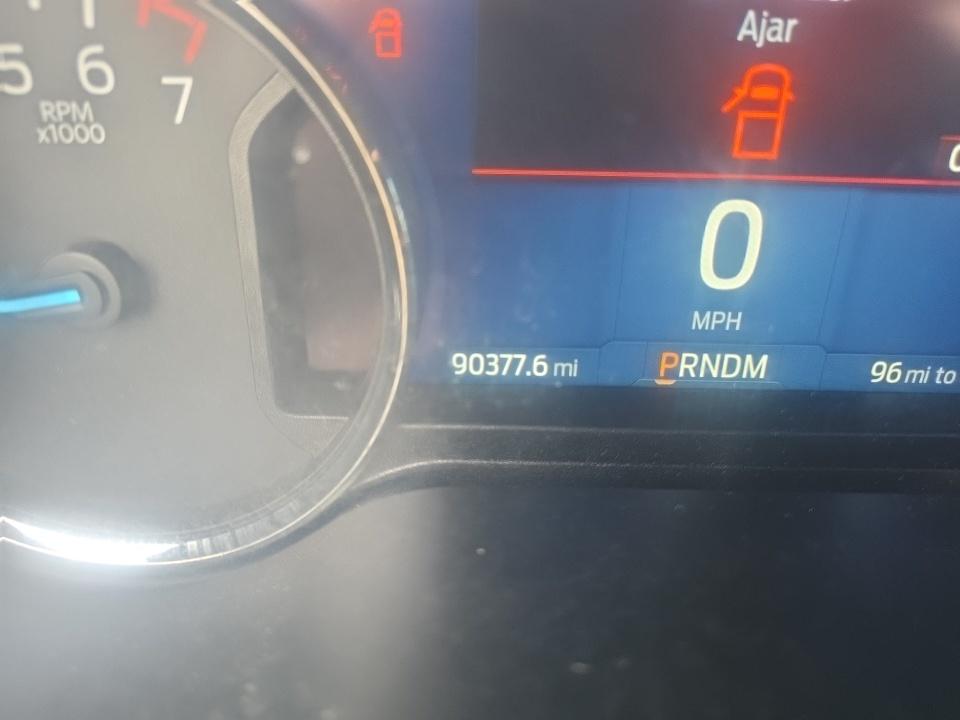 Ajar
5 6 7
RPM
x1000
0
MPH
90377.6 mi
PRNDM
96 mi to